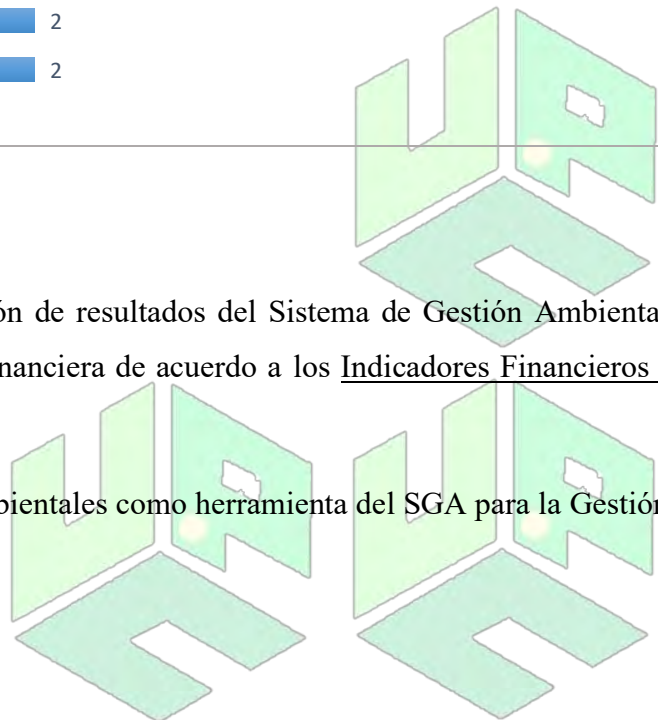 2
2
ón de resultados del Sistema de Gestión Ambienta
nanciera de acuerdo a los Indicadores Financieros
bientales como herramienta del SGA para la Gestión